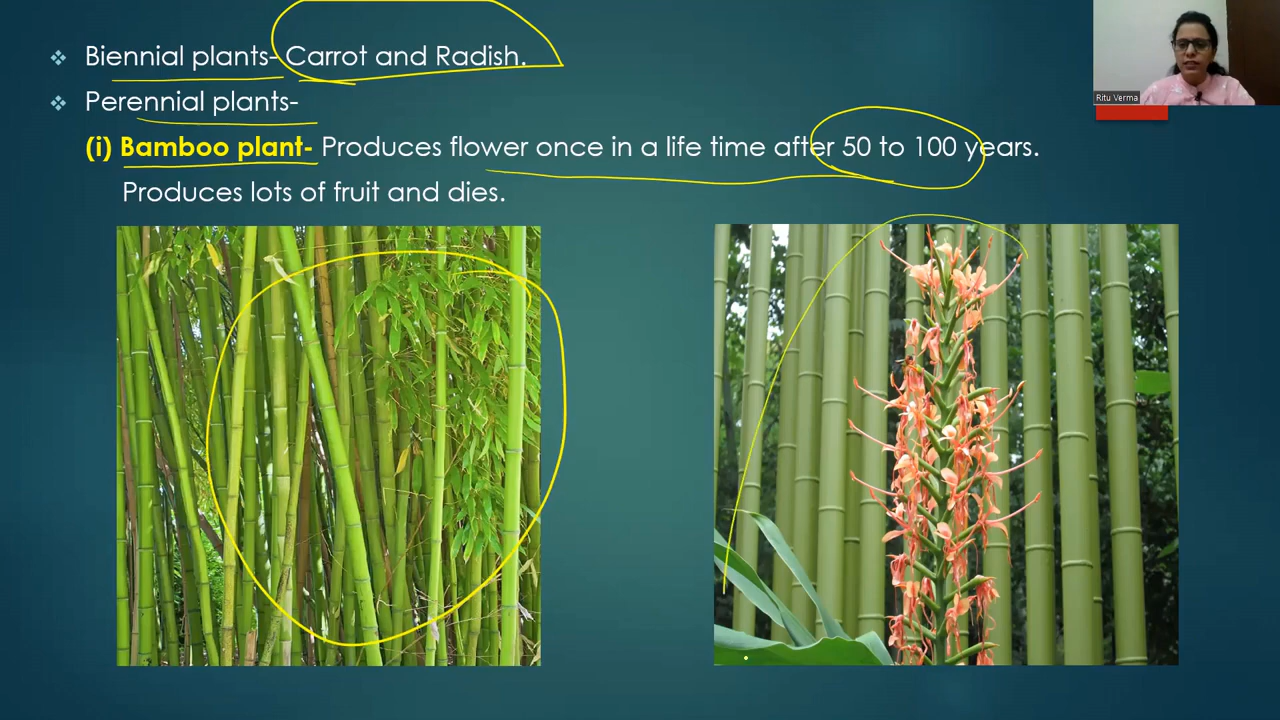 Biennial plants- Carrot and Radish.
Perennial plants-
(i) Bamboo plant- Produces flower once in a life time after 50 to 100 years.
Produces lots of fruit and dies.
Ritu Verma